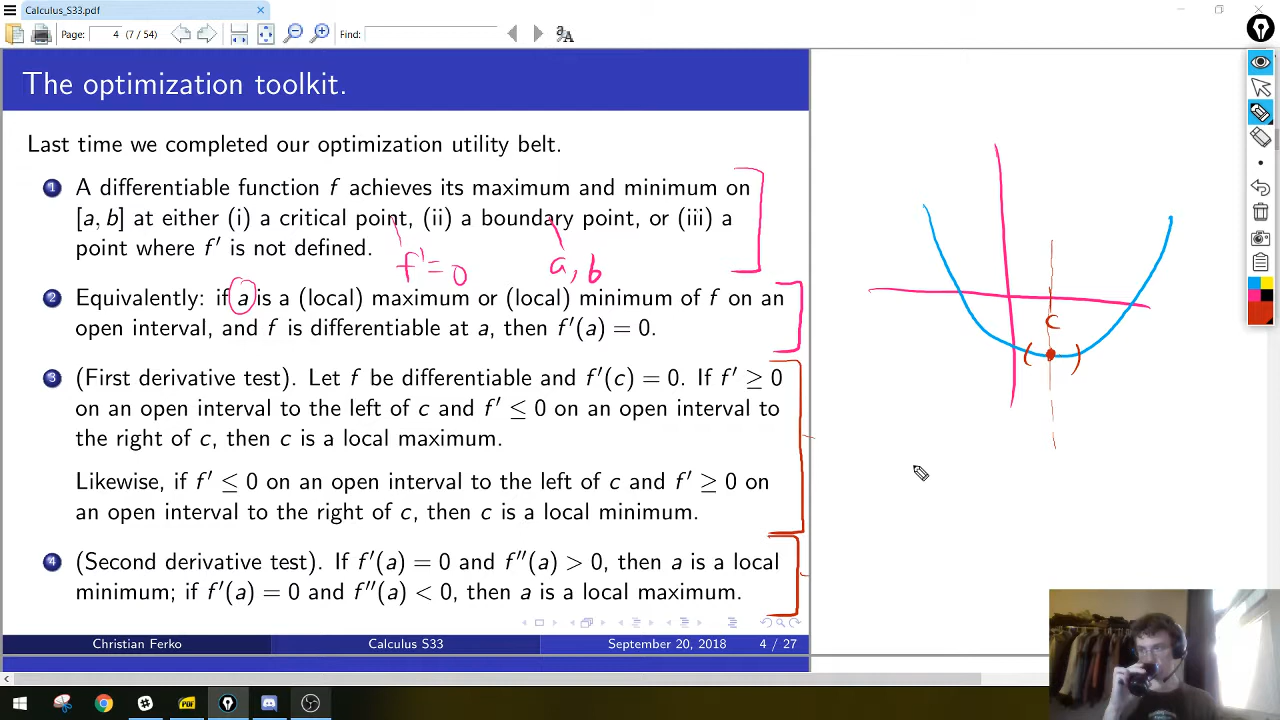 Calculus_S33.pdf
Page: 4 (7 / 54) Find:
The optimization toolkit.
Last time we completed our optimization utility belt.
1 A differentiable function f achieves its maximum and minimum on
[a, b] at either (i) a critical point, (ii) a boundary point, or (iii) a
point where f′ is not defined.
f' = 0 a, b
2 Equivalently: if a is a (local) maximum or (local) minimum of f on an
open interval, and f is differentiable at a, then f′(a) = 0.
3 (First derivative test). Let f be differentiable and f′(c) = 0. If f′ ≥ 0
on an open interval to the left of c and f′ ≤ 0 on an open interval to
the right of c, then c is a local maximum.
Likewise, if f′ ≤ 0 on an open interval to the left of c and f′ ≥ 0 on
an open interval to the right of c, then c is a local minimum.
4 (Second derivative test). If f′(a) = 0 and f″(a) > 0, then a is a local
minimum; if f′(a) = 0 and f″(a) < 0, then a is a local maximum.
Christian Ferko Calculus S33 September 20, 2018 4 / 27
c
( )
PDF